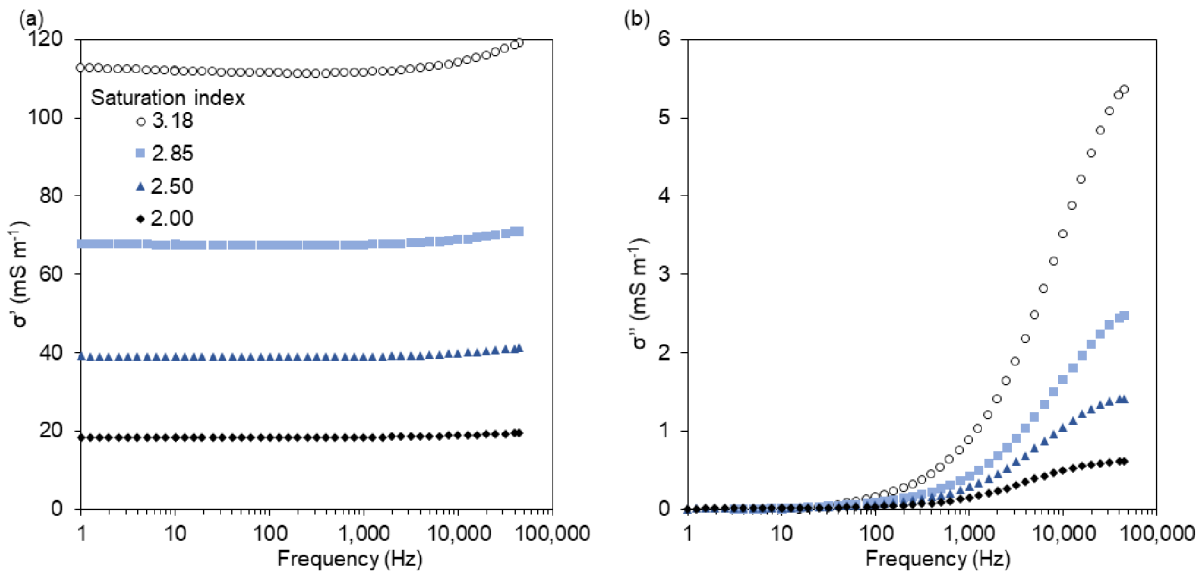 (a)
120
100
80
60
40
20
0
σ' (mS m⁻¹)
Saturation index
3.18
2.85
2.50
2.00
1 10 100 1,000 10,000 100,000
Frequency (Hz)
(b)
6
5
4
3
2
1
0
σ'' (mS m⁻¹)
1 10 100 1,000 10,000 100,000
Frequency (Hz)